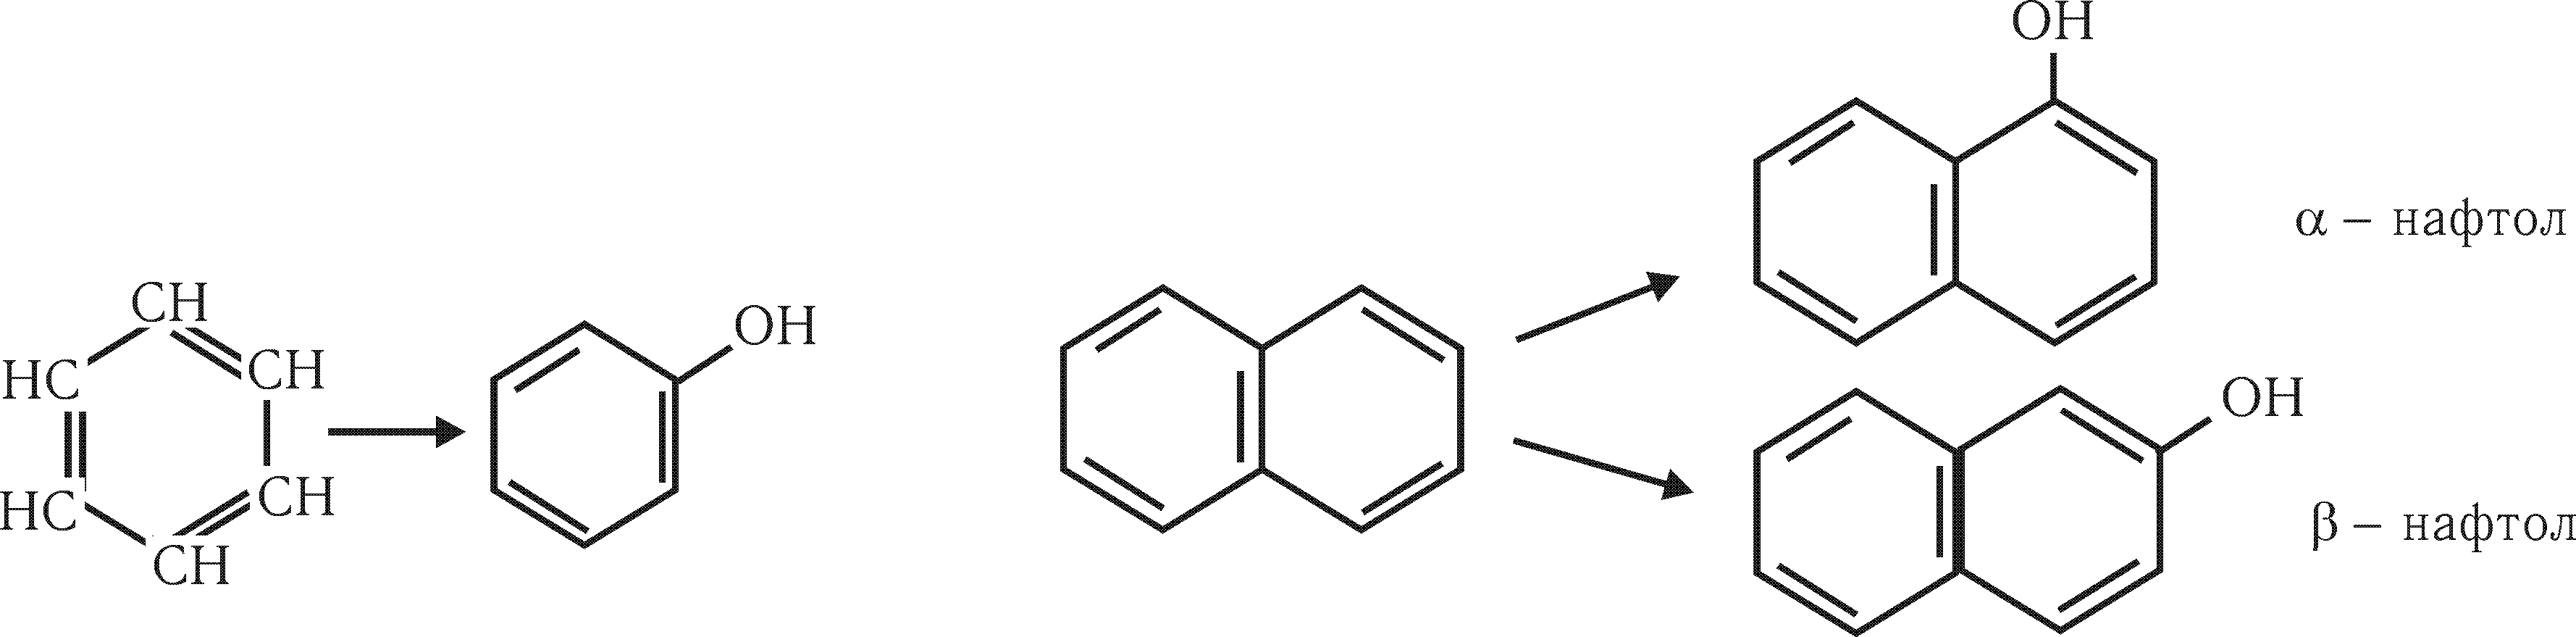 CH
HC
CH
HC
CH
CH
OH
OH
α – нафтол
OH
β – нафтол